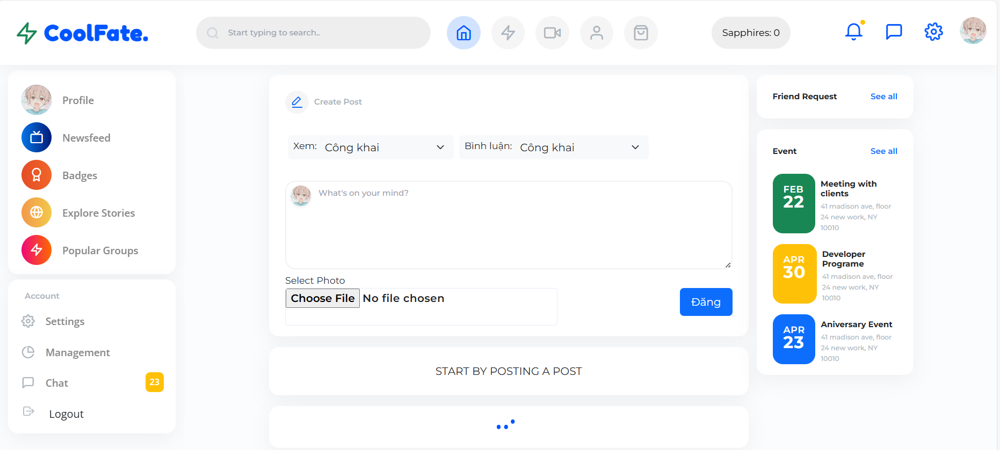 CoolFate.
Start typing to search..
Sapphires: 0
Profile
Newsfeed
Badges
Explore Stories
Popular Groups
Account
Settings
Management
Chat
23
Logout
Create Post
Xem: Công khai
Bình luận: Công khai
What's on your mind?
Select Photo
Choose File No file chosen
Đăng
START BY POSTING A POST
Friend Request
See all
Event
See all
FEB
22
Meeting with
clients
41 madison ave, floor
24 new work, NY
10010
APR
30
Developer
Programe
41 madison ave, floor
24 new work, NY
10010
APR
23
Aniversary Event
41 madison ave, floor
24 new work, NY
10010